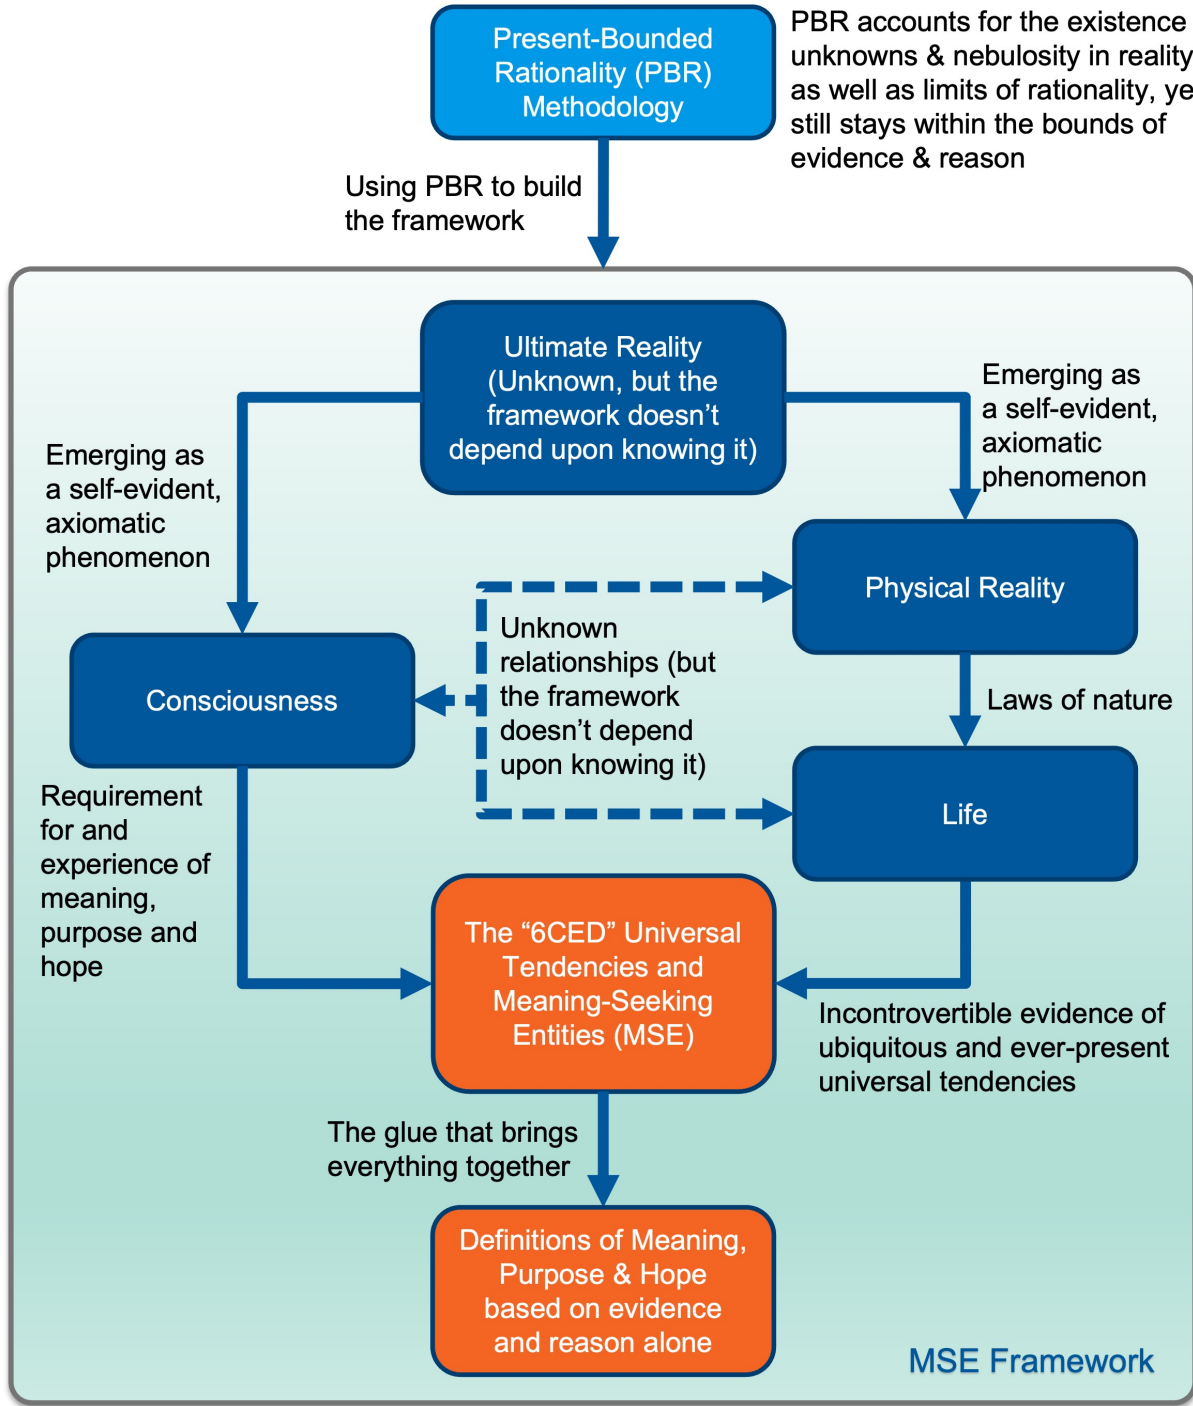 Present-Bounded
Rationality (PBR)
Methodology
PBR accounts for the existence
unknowns & nebulosity in reality
as well as limits of rationality, ye
still stays within the bounds of
evidence & reason
Using PBR to build
the framework
Ultimate Reality
(Unknown, but the
framework doesn't
depend upon knowing it)
Emerging as
a self-evident,
axiomatic
phenomenon
Emerging as
a self-evident,
axiomatic
phenomenon
Physical Reality
Unknown
relationships (but
the framework
doesn't depend
upon knowing it)
Consciousness
Laws of nature
Life
Requirement
for and
experience of
meaning,
purpose and
hope
The “6CED” Universal
Tendencies and
Meaning-Seeking
Entities (MSE)
Incontrovertible evidence of
ubiquitous and ever-present
universal tendencies
The glue that brings
everything together
Definitions of Meaning,
Purpose & Hope
based on evidence
and reason alone
MSE Framework